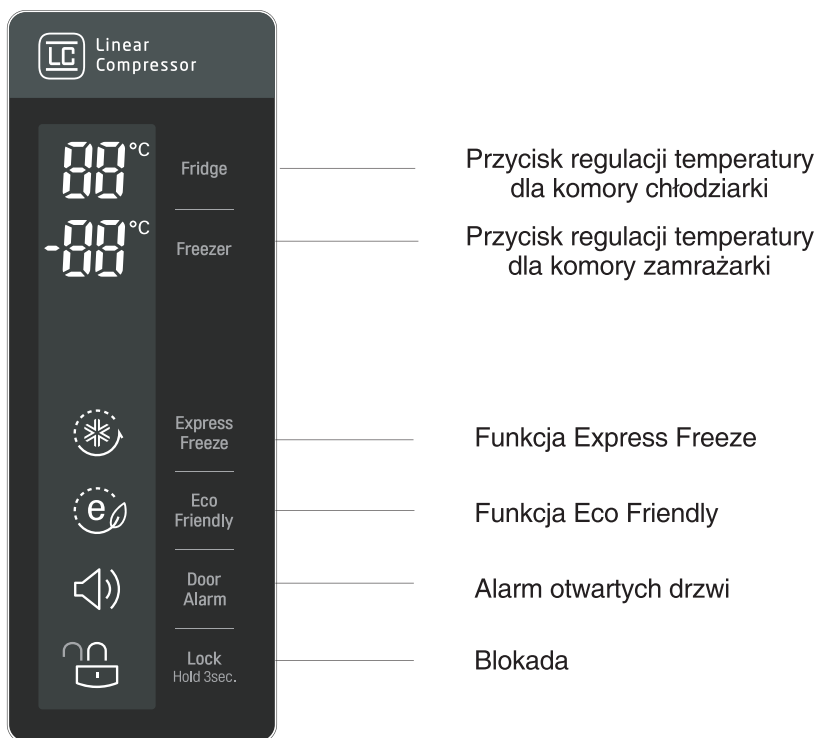 LC
Linear
Compressor
88 °C
Fridge
Przycisk regulacji temperatury
dla komory chłodziarki
-88 °C
Freezer
Przycisk regulacji temperatury
dla komory zamrażarki
Express
Freeze
Funkcja Express Freeze
e
Eco
Friendly
Funkcja Eco Friendly
Door
Alarm
Alarm otwartych drzwi
Lock
Hold 3sec.
Blokada